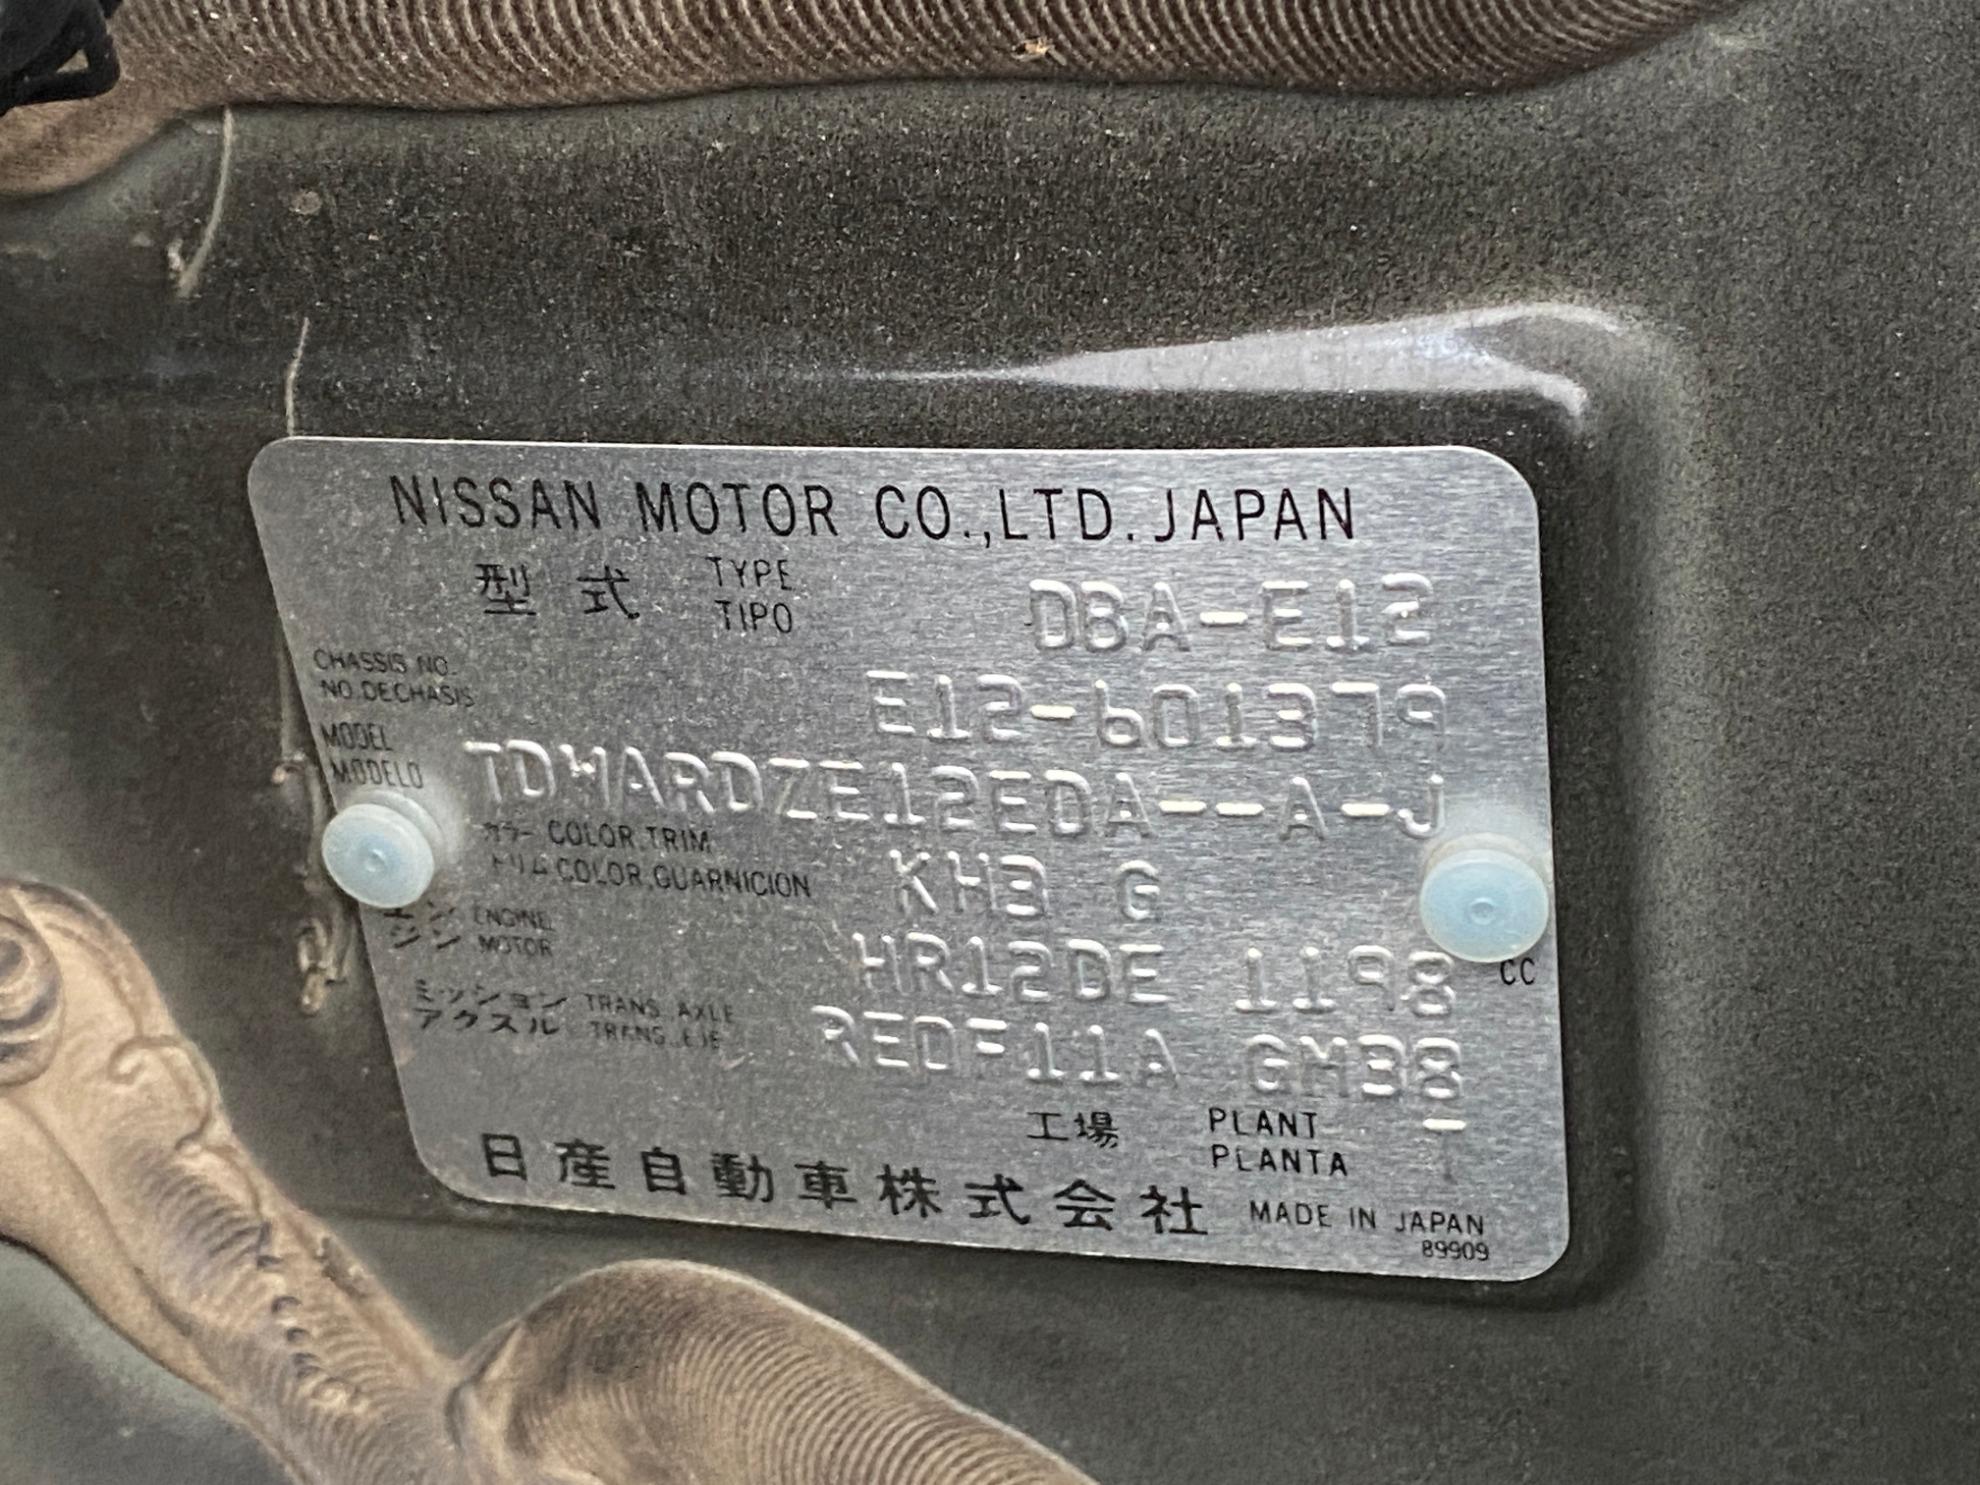 NISSAN MOTOR CO.,LTD.JAPAN
型式 TYPE DBA-E12
TIPO
CHASSIS NO. E12-601379
NO.DECHASIS
MODEL TDMARDZE12EDA--A-J
MODELO
カラー COLOR.TRIM KH3 G
トリム COLOR.GUARNICION
エン ENGINE HR12DE 1198 CC
ジン MOTOR
ミッション TRANS.AXLE RE0F11A GM38
アクスル TRANS.EJE
工場 PLANT T
PLANTA
日産自動車株式会社 MADE IN JAPAN
89909